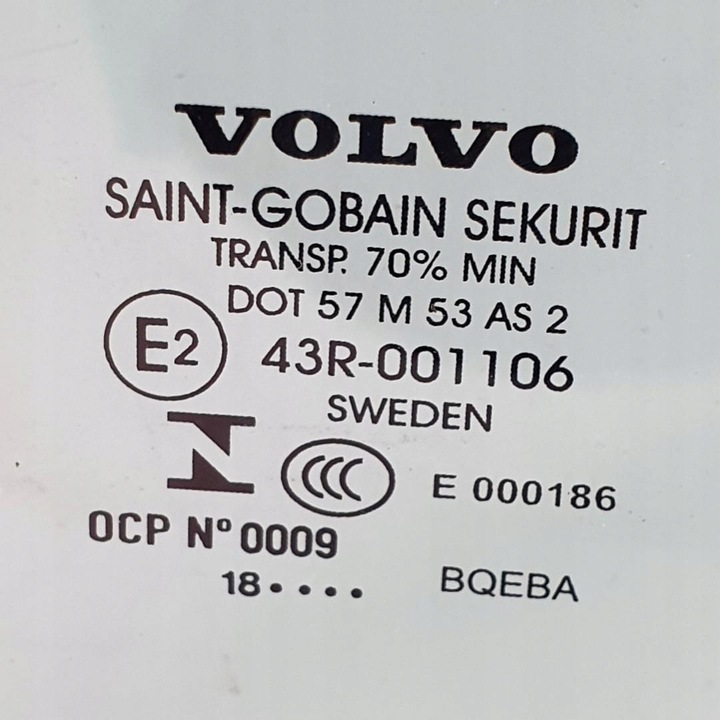 VOLVO
SAINT-GOBAIN SEKURIT
TRANSP. 70% MIN
DOT 57 M 53 AS 2
E2 43R-001106
SWEDEN
CCC E 000186
OCP Nº 0009
18•••• BQEBA